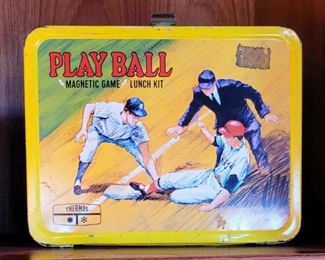 PLAY BALL
MAGNETIC GAME LUNCH KIT
THERMOS